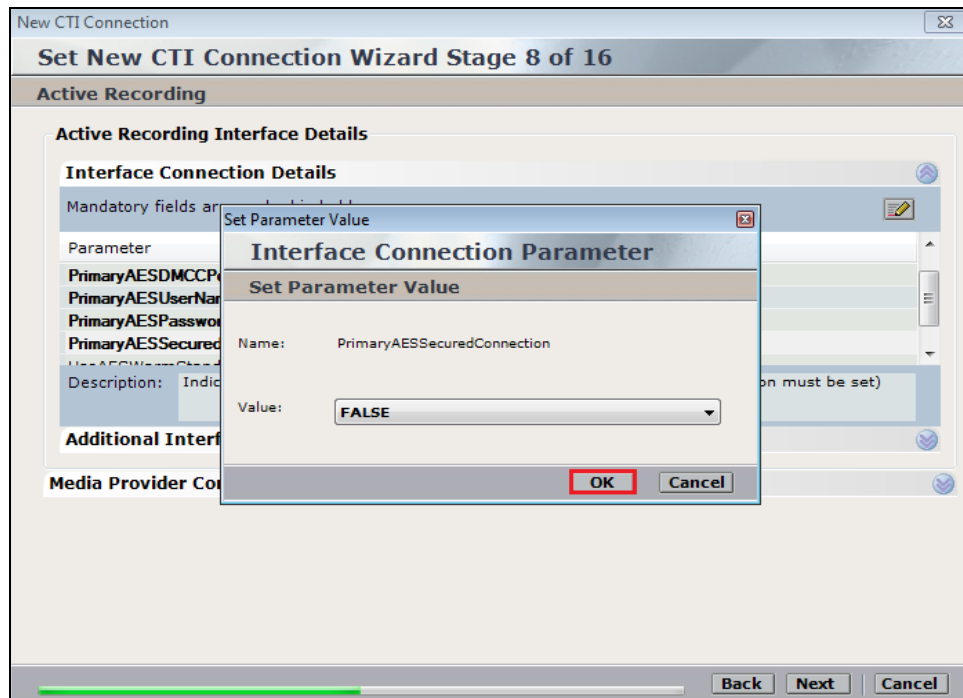 New CTI Connection
Set New CTI Connection Wizard Stage 8 of 16
Active Recording
Active Recording Interface Details
Interface Connection Details
Mandatory fields
Parameter
PrimaryAESDMCCP
PrimaryAESUserNa
PrimaryAESPasswo
PrimaryAESSecured
Description: Indic
on must be set)
Additional Interf
Media Provider Co
Set Parameter Value
Interface Connection Parameter
Set Parameter Value
Name: PrimaryAESSecuredConnection
Value: FALSE
OK Cancel
Back Next Cancel